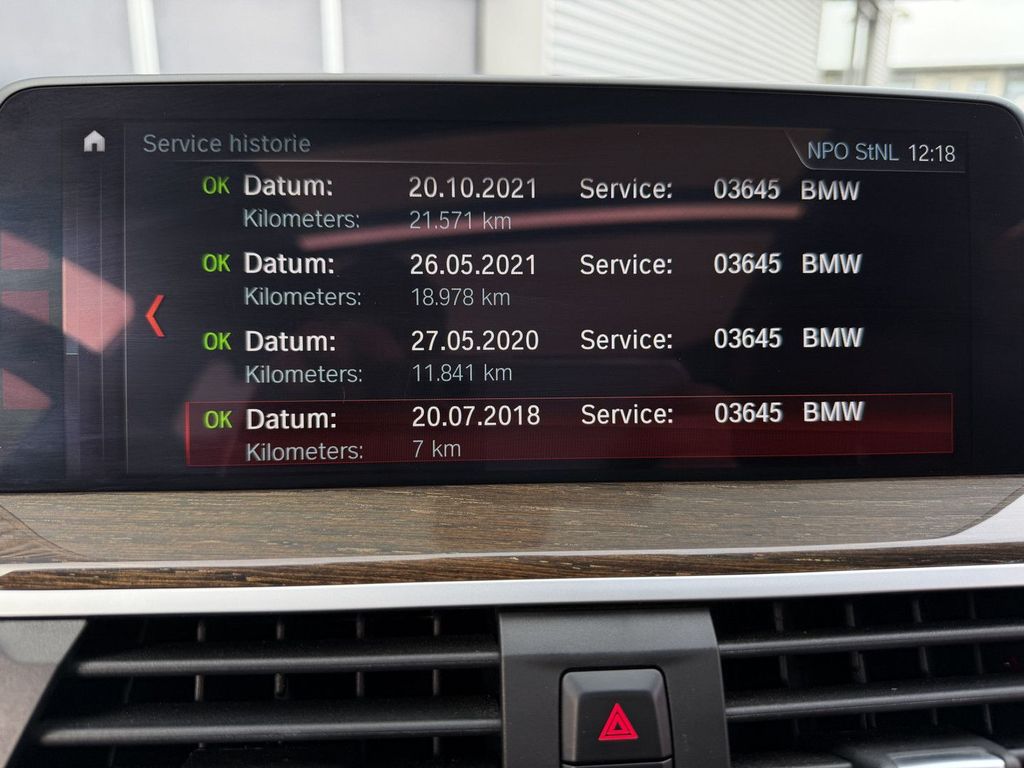 Service historie
NPO StNL 12:18
OK Datum: 20.10.2021 Service: 03645 BMW
Kilometers: 21.571 km
OK Datum: 26.05.2021 Service: 03645 BMW
Kilometers: 18.978 km
OK Datum: 27.05.2020 Service: 03645 BMW
Kilometers: 11.841 km
OK Datum: 20.07.2018 Service: 03645 BMW
Kilometers: 7 km